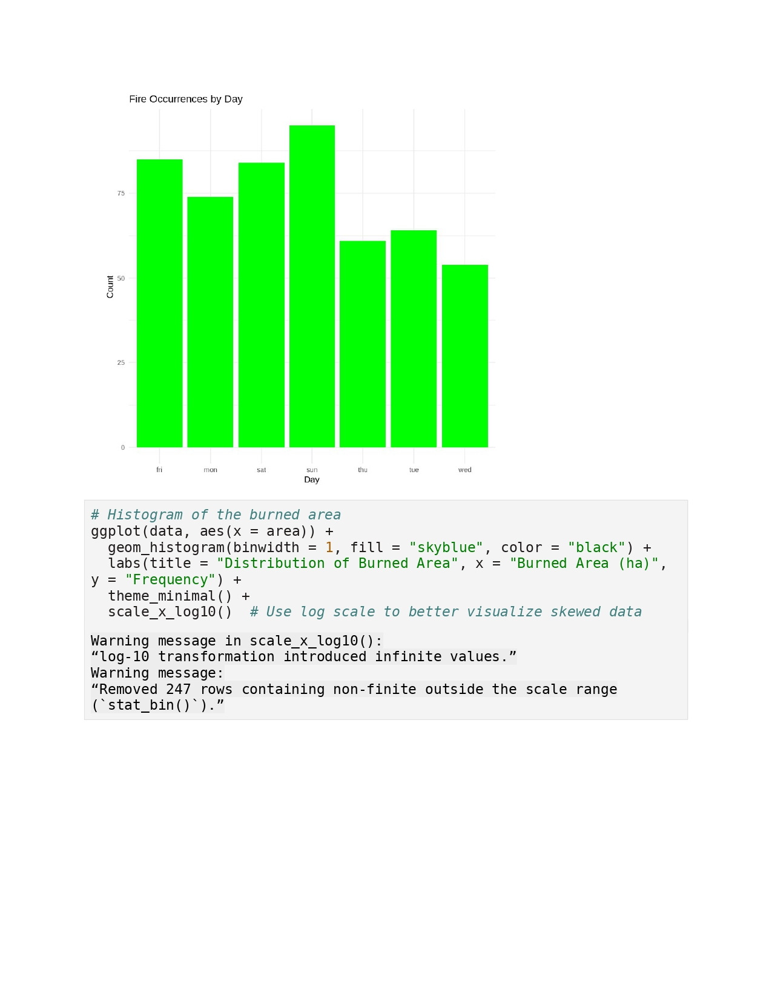 Fire Occurrences by Day
75
50
25
0
Count
fri mon sat sun thu tue wed
Day
# Histogram of the burned area
ggplot(data, aes(x = area)) +
  geom_histogram(binwidth = 1, fill = "skyblue", color = "black") +
  labs(title = "Distribution of Burned Area", x = "Burned Area (ha)",
y = "Frequency") +
  theme_minimal() +
  scale_x_log10()  # Use log scale to better visualize skewed data
Warning message in scale_x_log10():
“log-10 transformation introduced infinite values.”
Warning message:
“Removed 247 rows containing non-finite outside the scale range
(`stat_bin()`).”